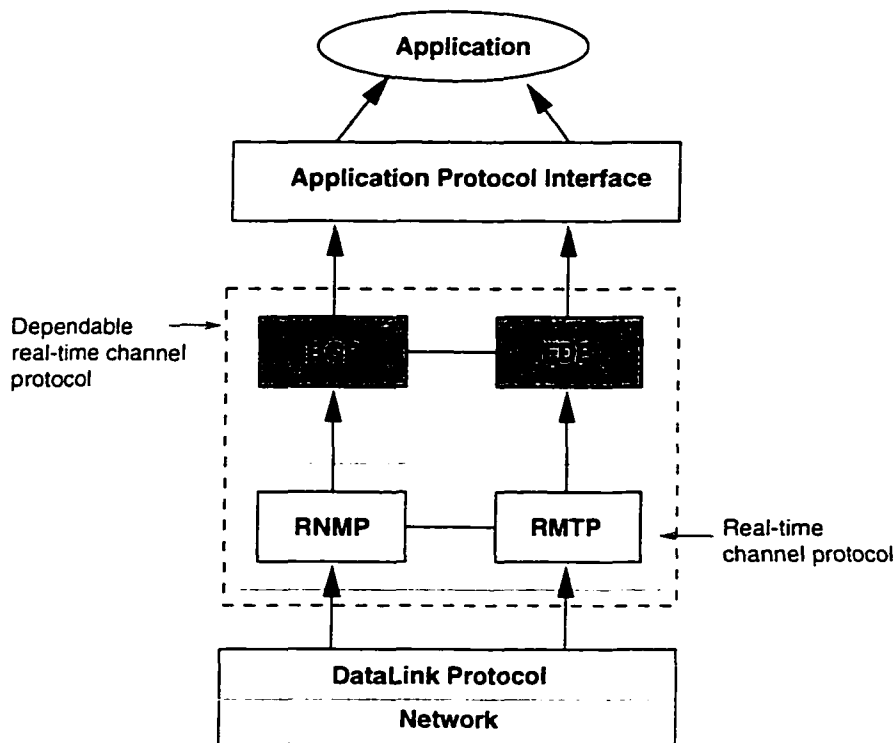 Application
Application Protocol Interface
Dependable
real-time channel
protocol
RNMP
RMTP
Real-time
channel protocol
DataLink Protocol
Network